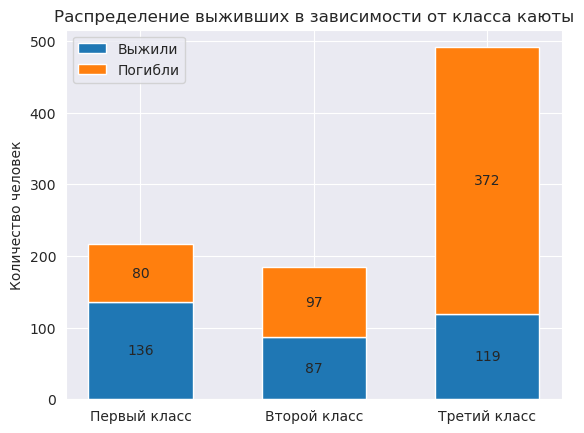 Распределение выживших в зависимости от класса каюты
Выжили
Погибли
Количество человек
500
400
300
200
100
0
80
136
97
87
372
119
Первый класс
Второй класс
Третий класс